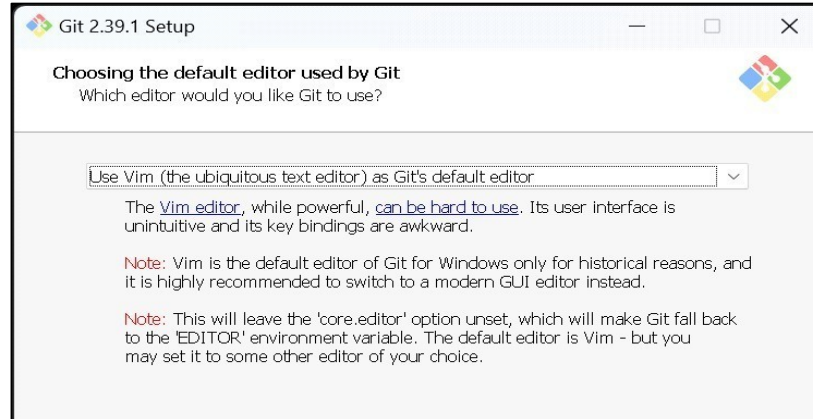 Git 2.39.1 Setup
Choosing the default editor used by Git
Which editor would you like Git to use?
Use Vim (the ubiquitous text editor) as Git's default editor
The Vim editor, while powerful, can be hard to use. Its user interface is
unintuitive and its key bindings are awkward.
Note: Vim is the default editor of Git for Windows only for historical reasons, and
it is highly recommended to switch to a modern GUI editor instead.
Note: This will leave the 'core.editor' option unset, which will make Git fall back
to the 'EDITOR' environment variable. The default editor is Vim - but you
may set it to some other editor of your choice.